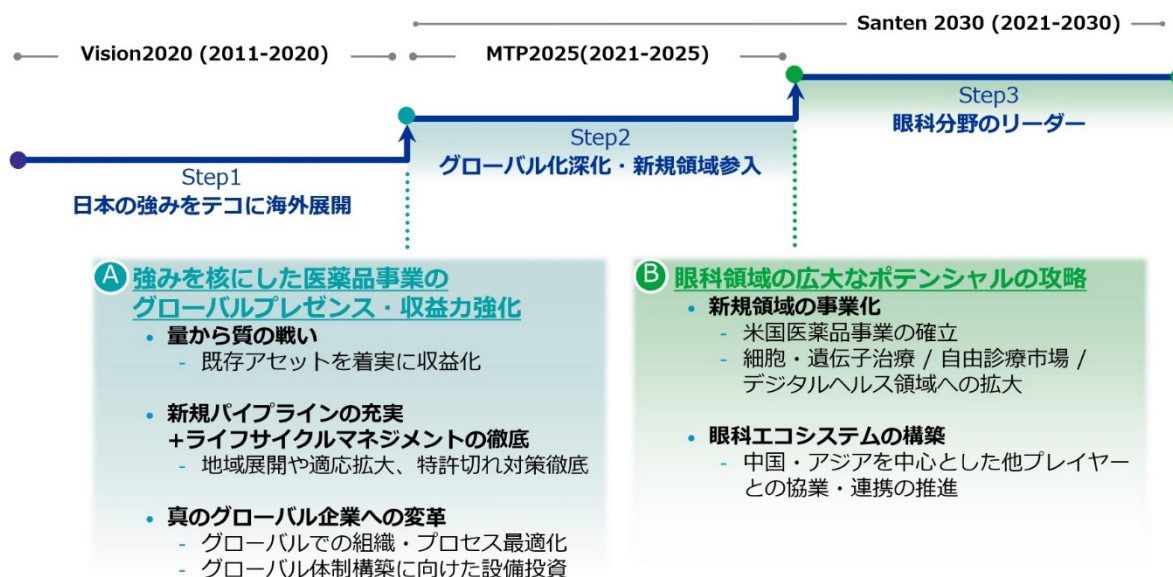 Santen 2030 (2021-2030)
Vision2020 (2011-2020)
MTP2025(2021-2025)
Step3
眼科分野のリーダー
Step2
グローバル化深化・新規領域参入
Step1
日本の強みをテコに海外展開
A 強みを核にした医薬品事業の
グローバルプレゼンス・収益力強化
• 量から質の戦い
- 既存アセットを着実に収益化
• 新規パイプラインの充実
+ライフサイクルマネジメントの徹底
- 地域展開や適応拡大、特許切れ対策徹底
• 真のグローバル企業への変革
- グローバルでの組織・プロセス最適化
- グローバル体制構築に向けた設備投資
B 眼科領域の広大なポテンシャルの攻略
• 新規領域の事業化
- 米国医薬品事業の確立
- 細胞・遺伝子治療 / 自由診療市場 /
デジタルヘルス領域への拡大
• 眼科エコシステムの構築
- 中国・アジアを中心とした他プレイヤー
との協業・連携の推進